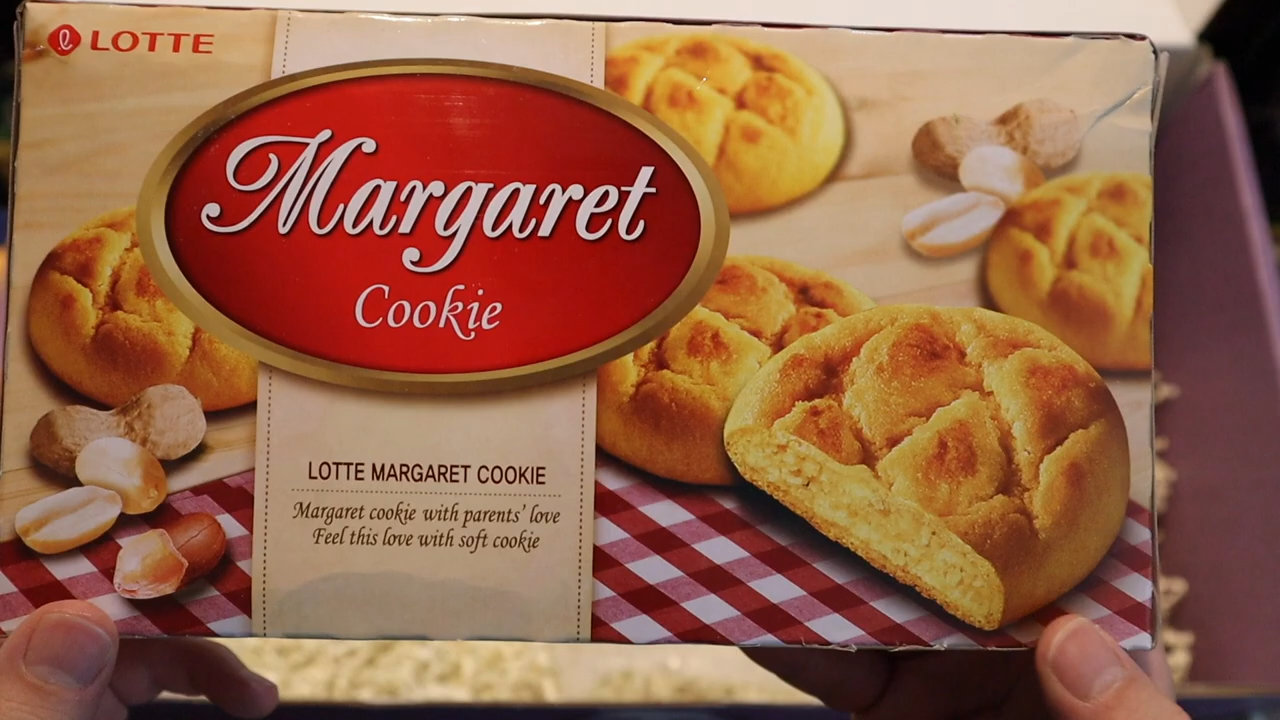 LOTTE
Margaret
Cookie
LOTTE MARGARET COOKIE
Margaret cookie with parents' love
Feel this love with soft cookie